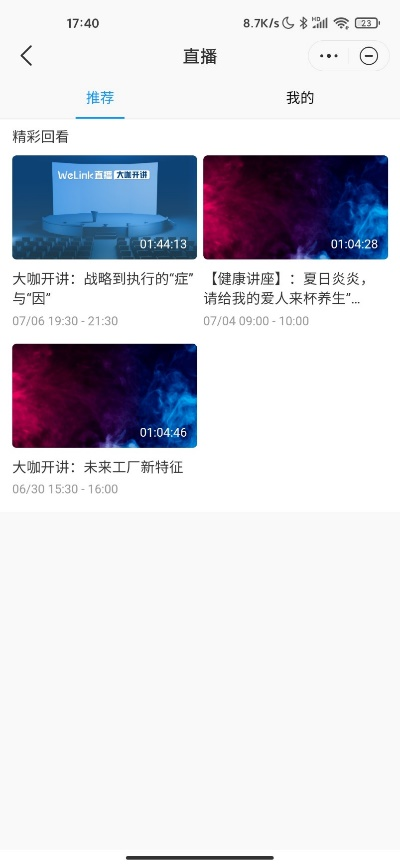 17:40
8.7K/s
HD
23
直播
推荐
我的
精彩回看
WeLink直播 大咖开讲
01:44:13
01:04:28
大咖开讲：战略到执行的“症”
与“因”
07/06 19:30 - 21:30
【健康讲座】：夏日炎炎，
请给我的爱人来杯养生“...
07/04 09:00 - 10:00
01:04:46
大咖开讲：未来工厂新特征
06/30 15:30 - 16:00